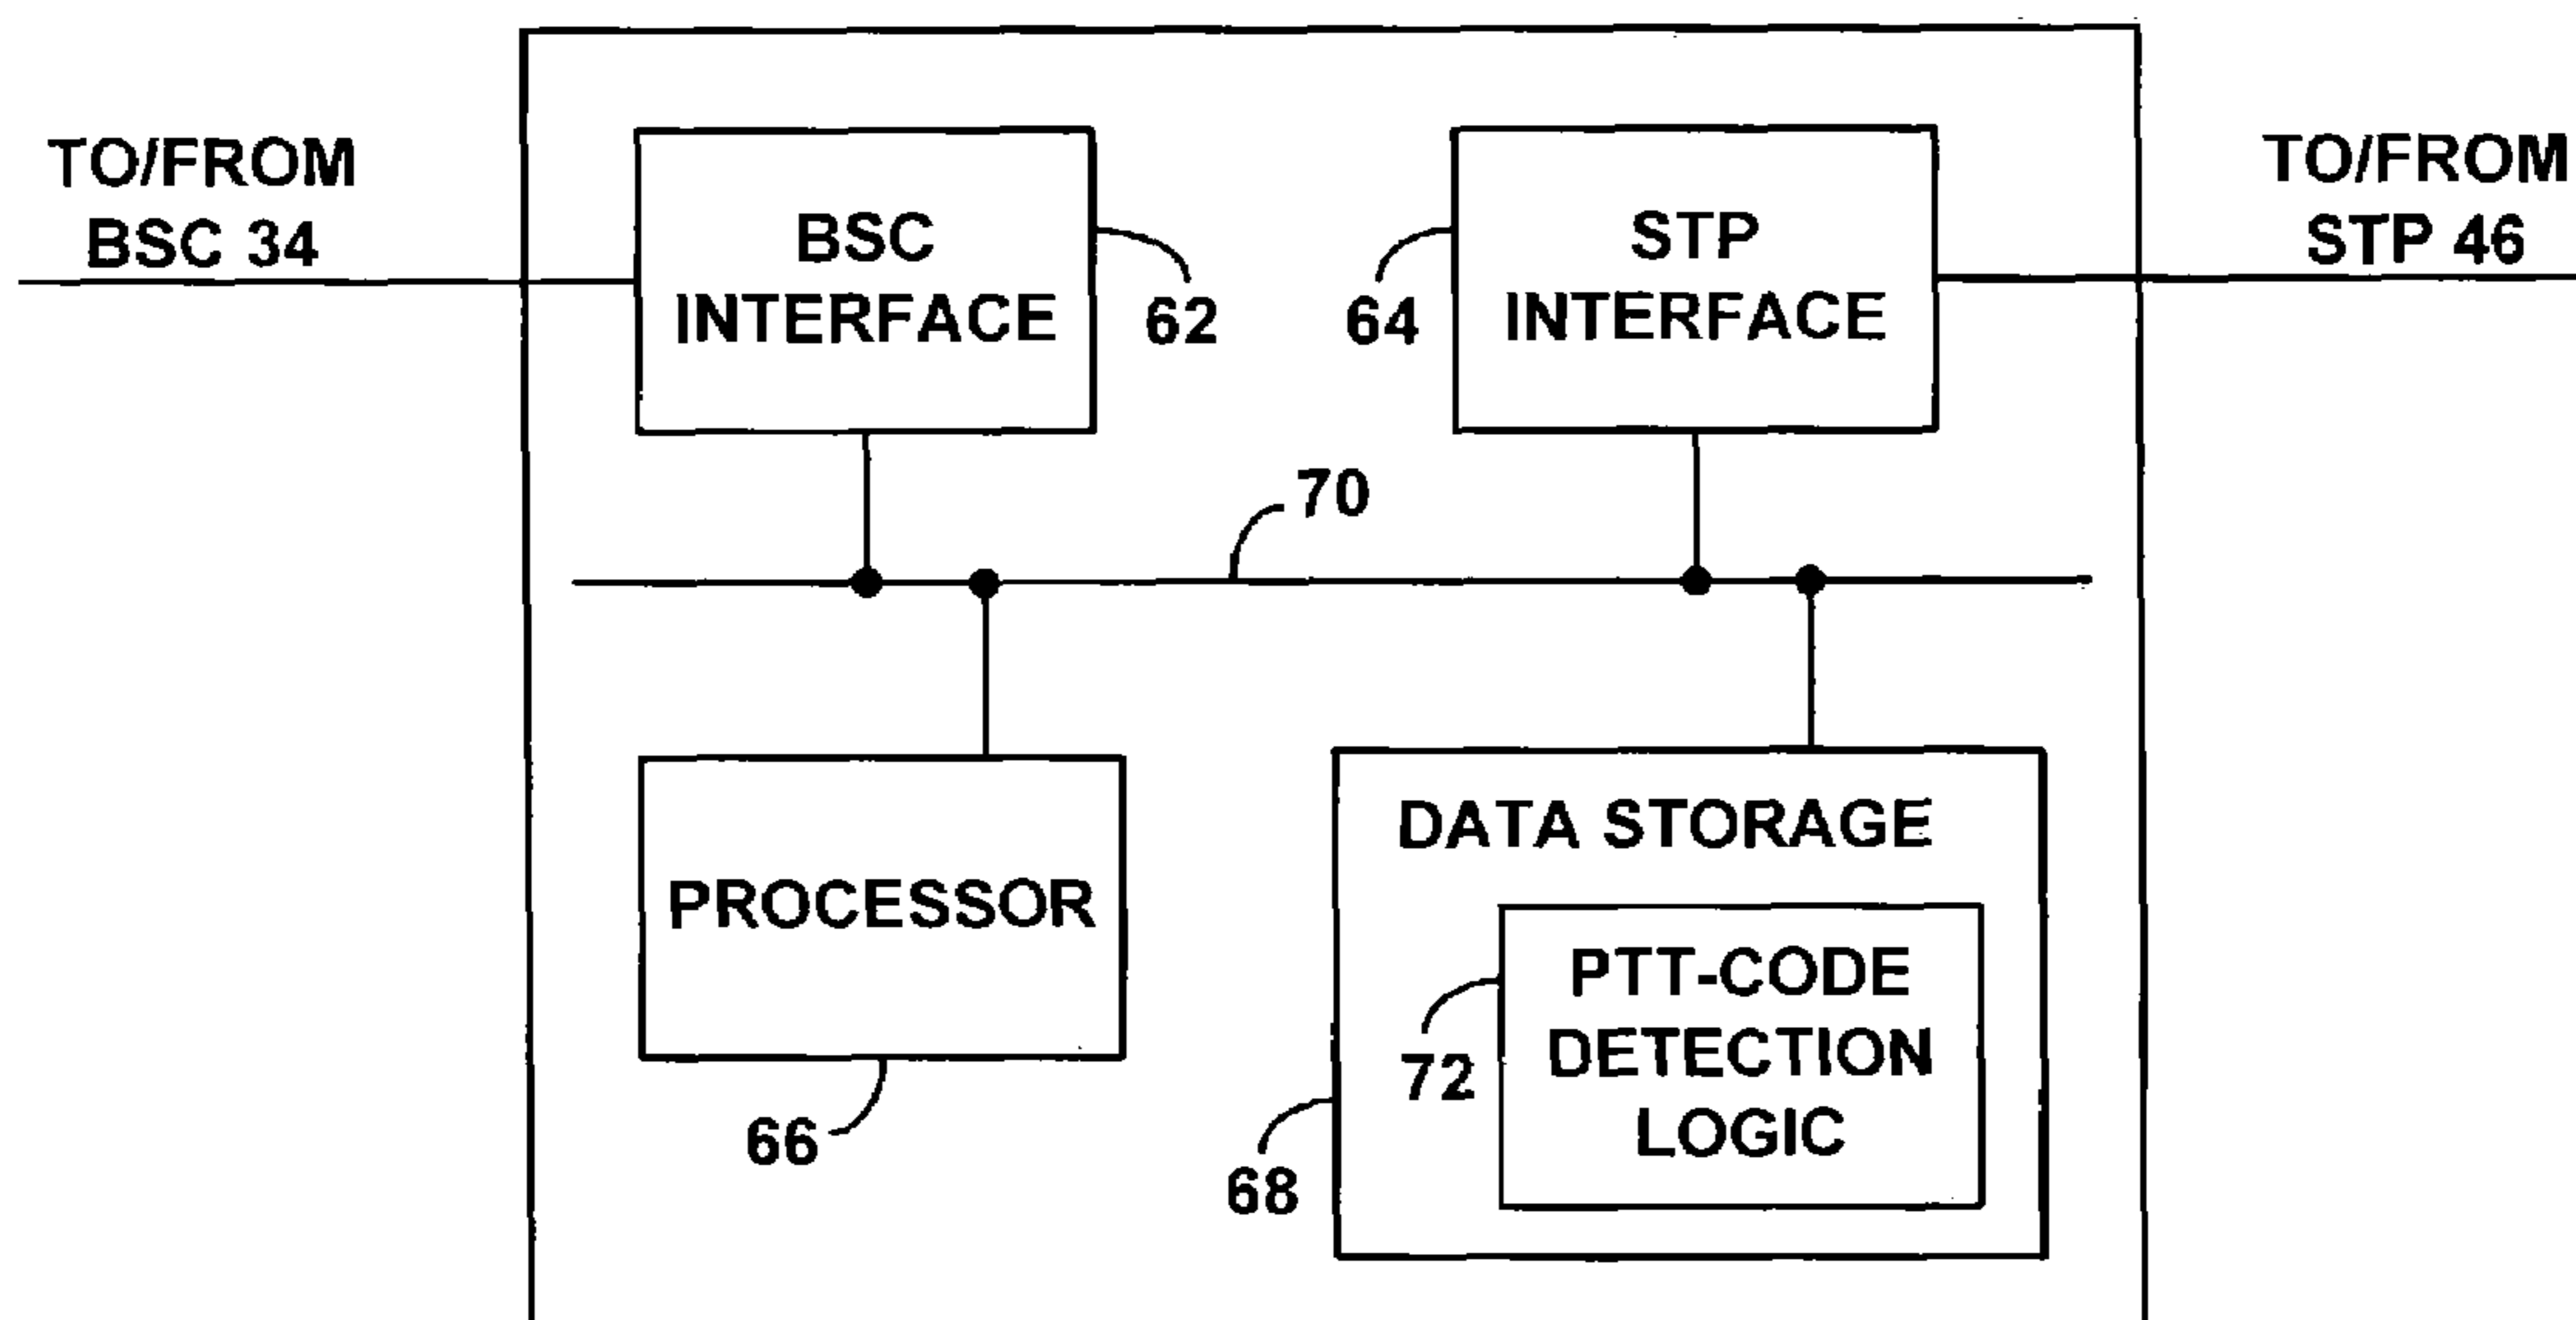 TO/FROM
BSC 34
BSC
INTERFACE
62
STP
INTERFACE
64
TO/FROM
STP 46
70
PROCESSOR
66
DATA STORAGE
PTT-CODE
DETECTION
LOGIC
72
68